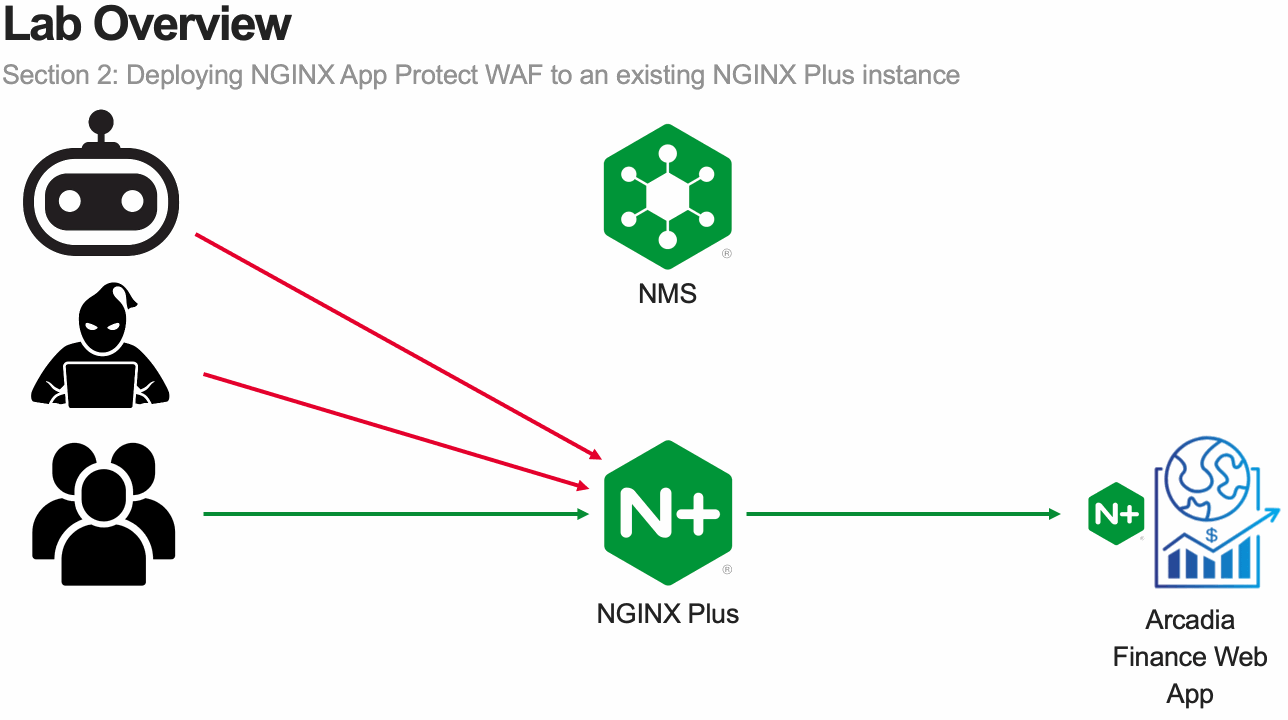 Lab Overview
Section 2: Deploying NGINX App Protect WAF to an existing NGINX Plus instance
®
NMS
N+
®
NGINX Plus
N+
$
Arcadia
Finance Web
App